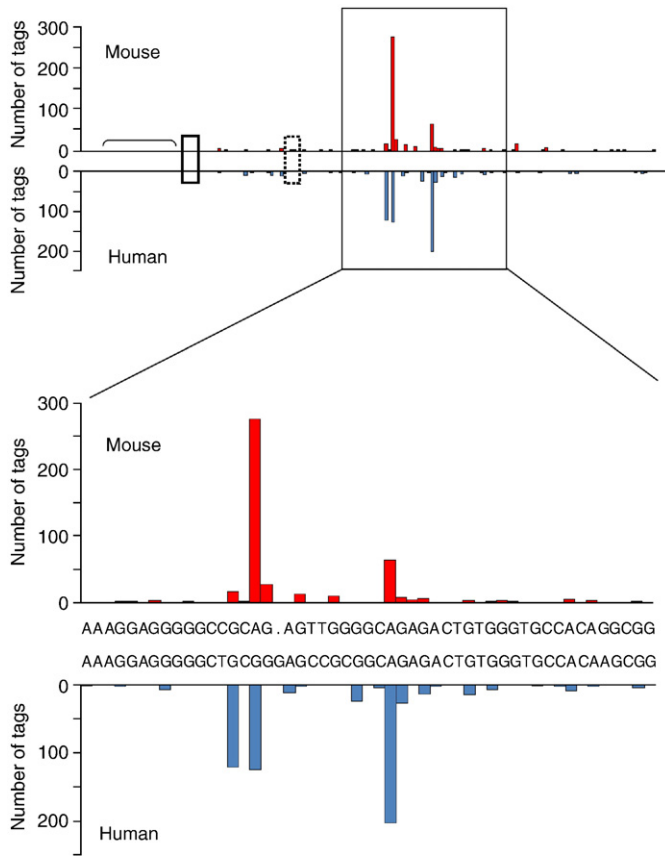 300
200
100
0
Number of tags
Mouse
0
100
200
Number of tags
Human
300
200
100
0
Number of tags
Mouse
AAAGGAGGGGGCCGCAG.AGTTGGGGCAGAGACTGTGGGTGCCACAGGCGG
AAAGGAGGGGGCTGCGGGAGCCGCGGCAGAGACTGTGGGTGCCACAAGCGG
0
100
200
Number of tags
Human